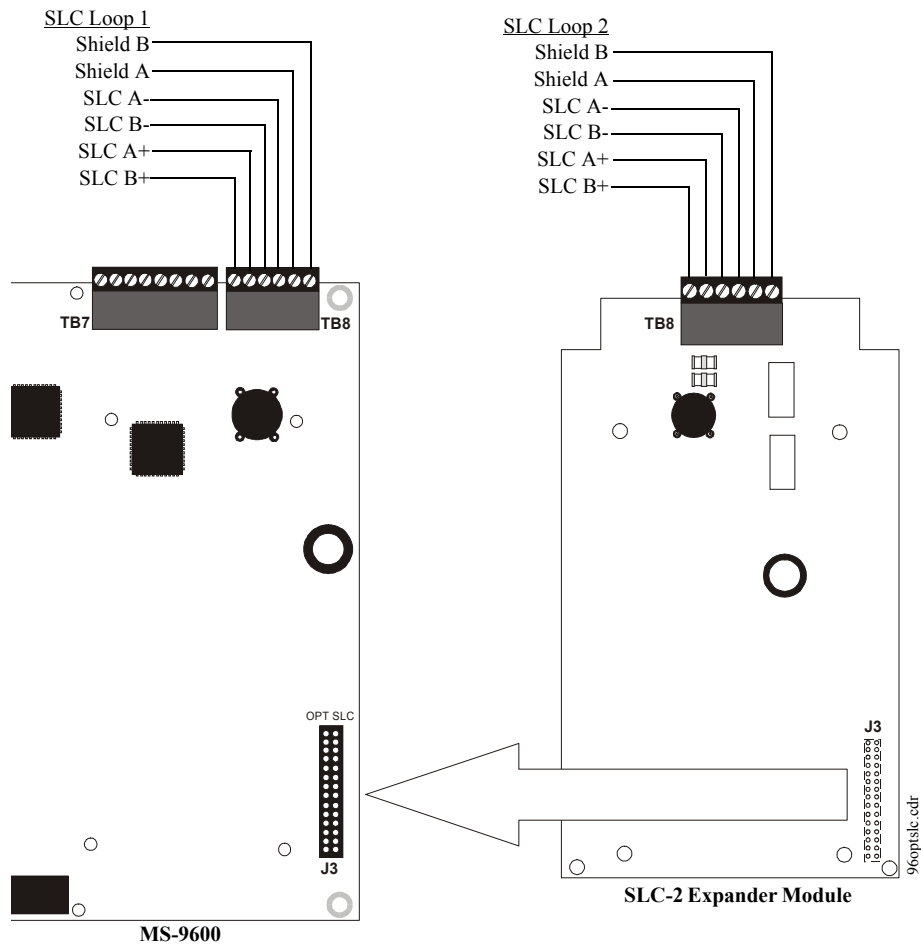 SLC Loop 1
Shield B
Shield A
SLC A-
SLC B-
SLC A+
SLC B+
SLC Loop 2
Shield B
Shield A
SLC A-
SLC B-
SLC A+
SLC B+
TB7
TB8
TB8
OPT SLC
J3
J3
96optslc.cdr
MS-9600
SLC-2 Expander Module